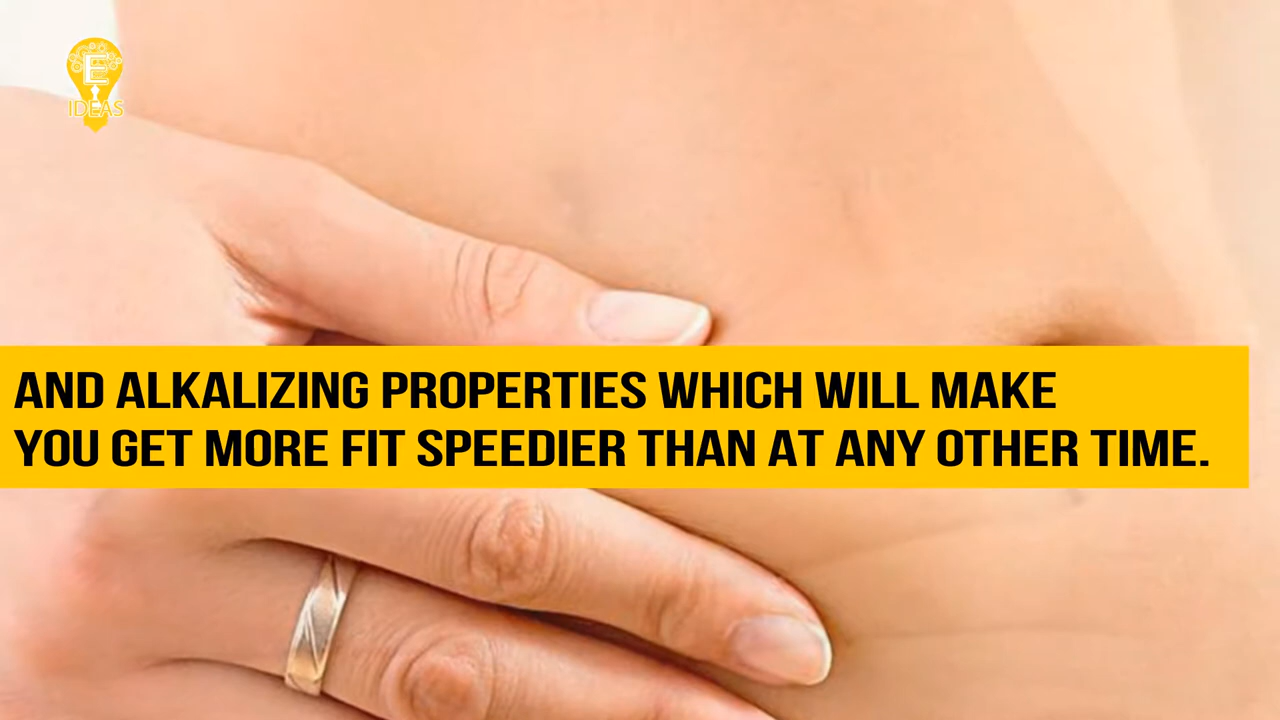 E
IDEAS
AND ALKALIZING PROPERTIES WHICH WILL MAKE
YOU GET MORE FIT SPEEDIER THAN AT ANY OTHER TIME.